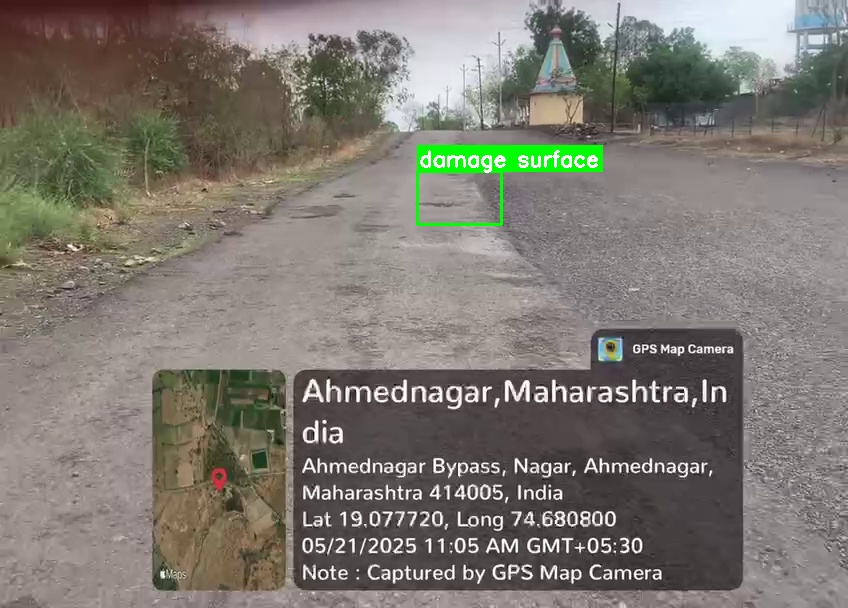 damage surface
GPS Map Camera
Ahmednagar,Maharashtra,In
dia
Ahmednagar Bypass, Nagar, Ahmednagar,
Maharashtra 414005, India
Lat 19.077720, Long 74.680800
05/21/2025 11:05 AM GMT+05:30
Note : Captured by GPS Map Camera
Maps